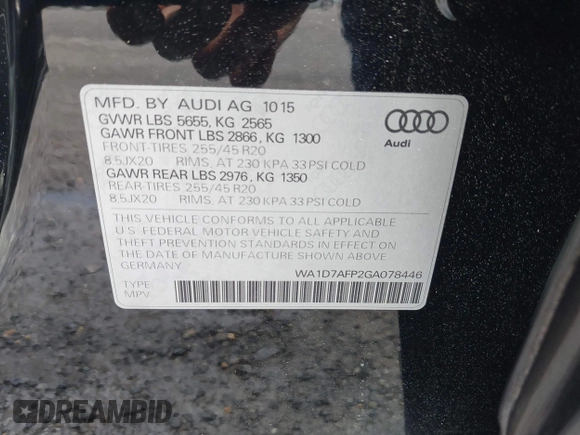 MFD. BY AUDI AG 10 15
GVWR LBS 5655, KG 2565
GAWR FRONT LBS 2866, KG 1300
FRONT-TIRES 255/45 R20
8.5JX20 RIMS, AT 230 KPA 33 PSI COLD
GAWR REAR LBS 2976, KG 1350
REAR-TIRES 255/45 R20
8.5JX20 RIMS, AT 230 KPA 33 PSI COLD
THIS VEHICLE CONFORMS TO ALL APPLICABLE
U.S. FEDERAL MOTOR VEHICLE SAFETY AND
THEFT PREVENTION STANDARDS IN EFFECT ON
THE DATE OF MANUFACTURE SHOWN ABOVE
GERMANY
WA1D7AFP2GA078446
TYPE
MPV
Audi
DREAMBID